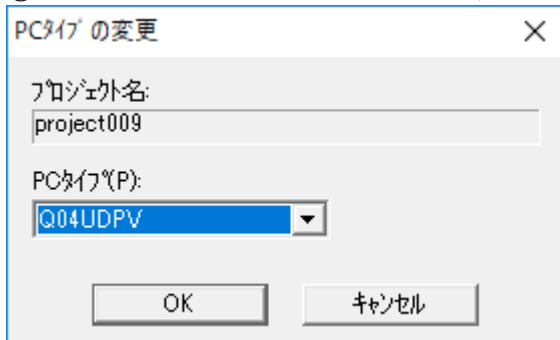 PCﾀｲﾌﾟの変更
ﾌﾟﾛｼﾞｪｸﾄ名:
project009
PCﾀｲﾌﾟ(P):
Q04UDPV
OK
ｷｬﾝｾﾙ